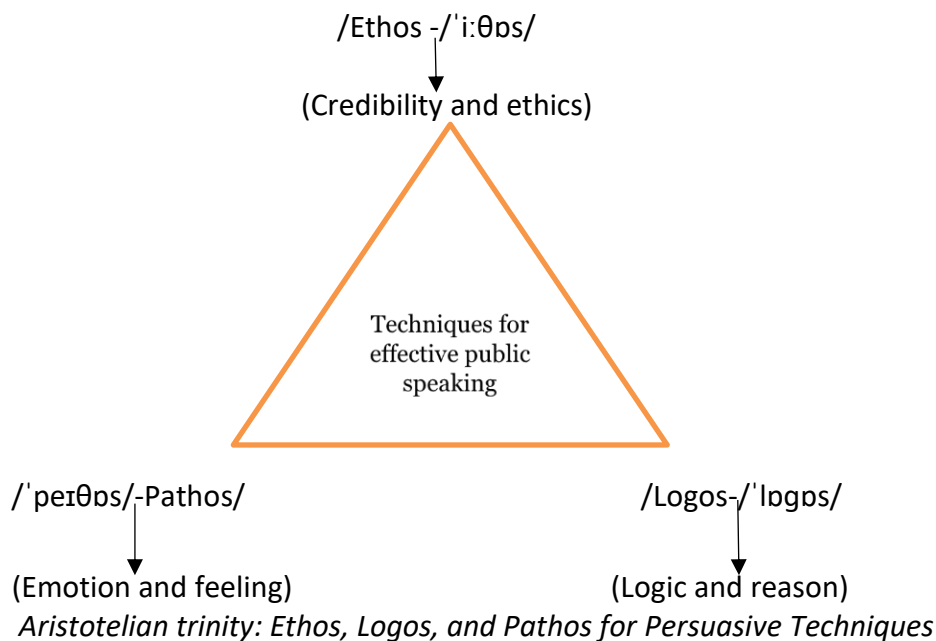 /Ethos -/ˈiːθɒs/
(Credibility and ethics)
Techniques for
effective public
speaking
/ˈpeɪθɒs/-Pathos/
/Logos-/ˈlɒɡɒs/
(Emotion and feeling)
(Logic and reason)
Aristotelian trinity: Ethos, Logos, and Pathos for Persuasive Techniques